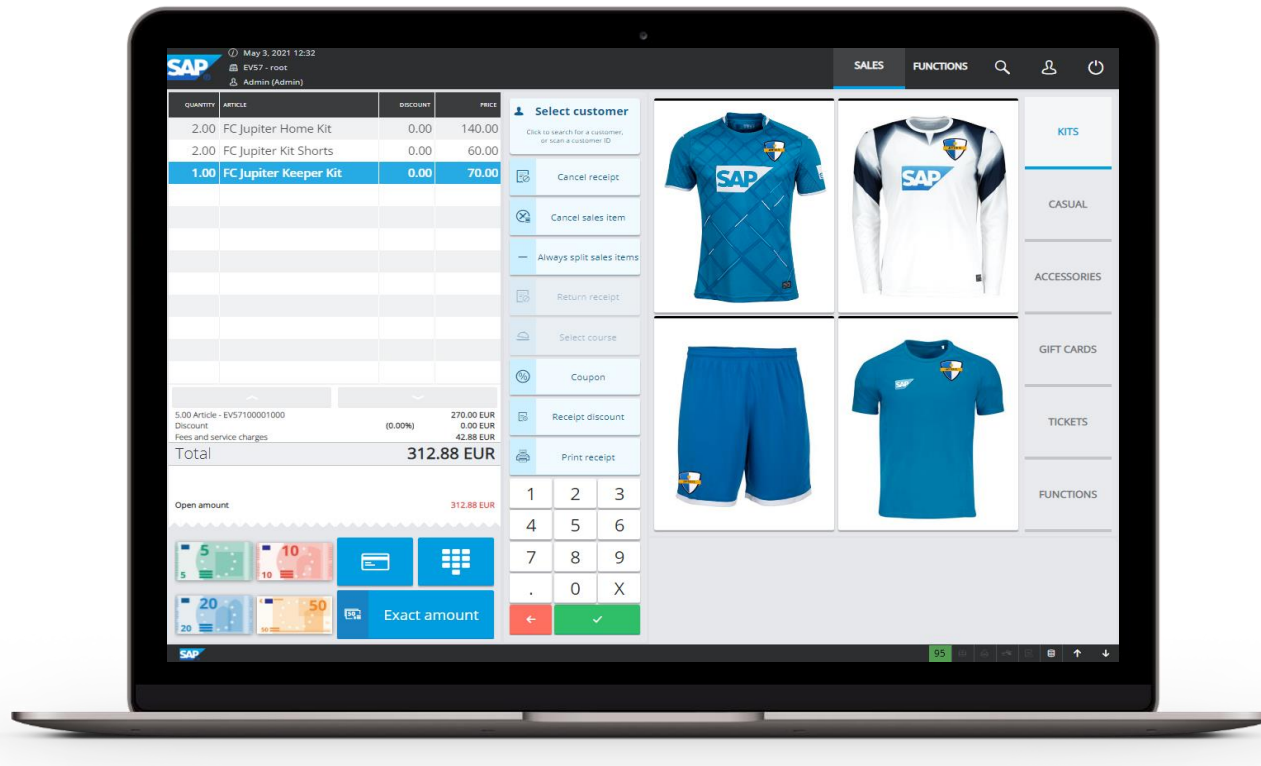 SAP
May 3, 2021 12:32
EV57 - root
Admin (Admin)
SALES
FUNCTIONS
QUANTITY ARTICLE DISCOUNT PRICE
2.00 FC Jupiter Home Kit 0.00 140.00
2.00 FC Jupiter Kit Shorts 0.00 60.00
1.00 FC Jupiter Keeper Kit 0.00 70.00
5.00 Article - EV57100001000 270.00 EUR
Discount (0.00%) 0.00 EUR
Fees and service charges 42.88 EUR
Total 312.88 EUR
Open amount 312.88 EUR
5 10
5 10
20 50
20
Exact amount
Select customer
Click to search for a customer,
or scan a customer ID
Cancel receipt
Cancel sales item
Always split sales items
Return receipt
Select course
Coupon
Receipt discount
Print receipt
1 2 3
4 5 6
7 8 9
. 0 X
SAP
SAP
SAP
KITS
CASUAL
ACCESSORIES
GIFT CARDS
TICKETS
FUNCTIONS
SAP
95